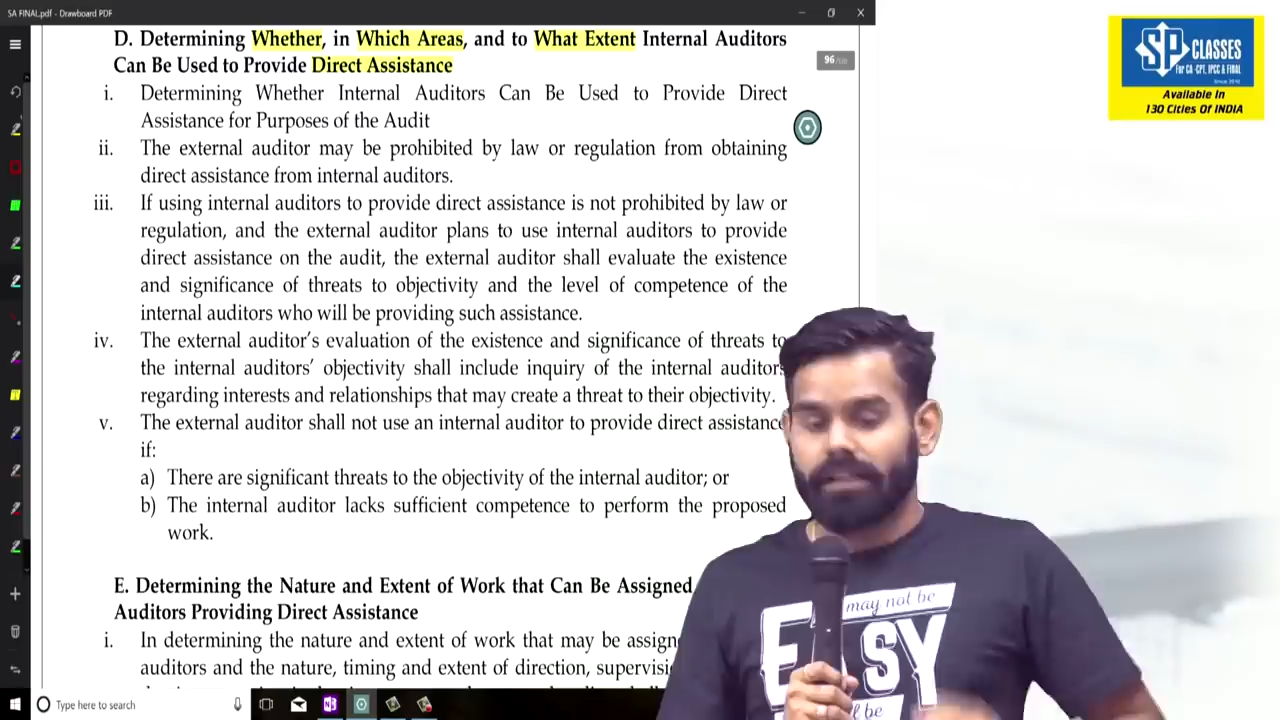 SA FINAL.pdf - Drawboard PDF
96
D. Determining Whether, in Which Areas, and to What Extent Internal Auditors
Can Be Used to Provide Direct Assistance
i. Determining Whether Internal Auditors Can Be Used to Provide Direct
Assistance for Purposes of the Audit
ii. The external auditor may be prohibited by law or regulation from obtaining
direct assistance from internal auditors.
iii. If using internal auditors to provide direct assistance is not prohibited by law or
regulation, and the external auditor plans to use internal auditors to provide
direct assistance on the audit, the external auditor shall evaluate the existence
and significance of threats to objectivity and the level of competence of the
internal auditors who will be providing such assistance.
iv. The external auditor's evaluation of the existence and significance of threats to
the internal auditors' objectivity shall include inquiry of the internal auditors
regarding interests and relationships that may create a threat to their objectivity.
v. The external auditor shall not use an internal auditor to provide direct assistance
if:
a) There are significant threats to the objectivity of the internal auditor; or
b) The internal auditor lacks sufficient competence to perform the proposed
work.
E. Determining the Nature and Extent of Work that Can Be Assigned
Auditors Providing Direct Assistance
i. In determining the nature and extent of work that may be assign
auditors and the nature, timing and extent of direction, supervisi
Type here to search
SP CLASSES
For CA-CPT, IPCC & FINAL
Available In
130 Cities Of INDIA
may not be
E SY
be